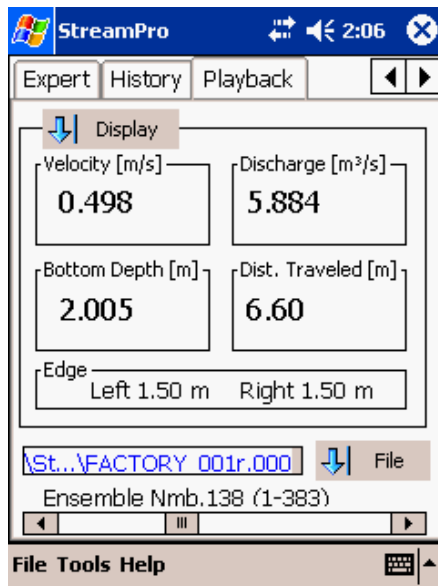 StreamPro 2:06
Expert History Playback
Display
Velocity [m/s] Discharge [m³/s]
0.498 5.884
Bottom Depth [m] Dist. Traveled [m]
2.005 6.60
Edge
Left 1.50 m Right 1.50 m
\St...\FACTORY_001r.000 File
Ensemble Nmb.138 (1-383)
File Tools Help